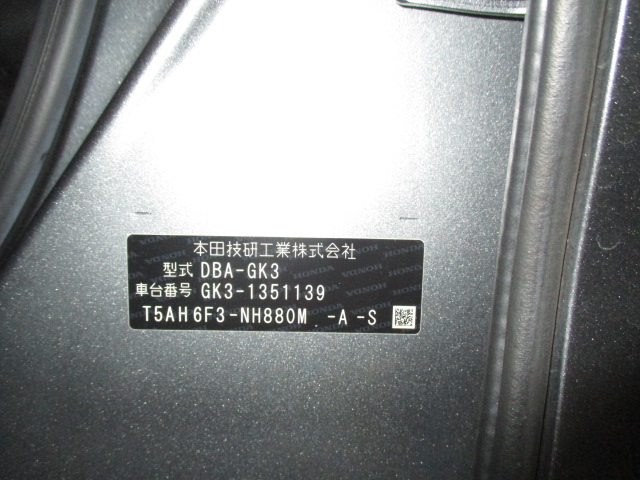 本田技研工業株式会社
型式 DBA-GK3
車台番号 GK3-1351139
T5AH6F3-NH880M -A-S